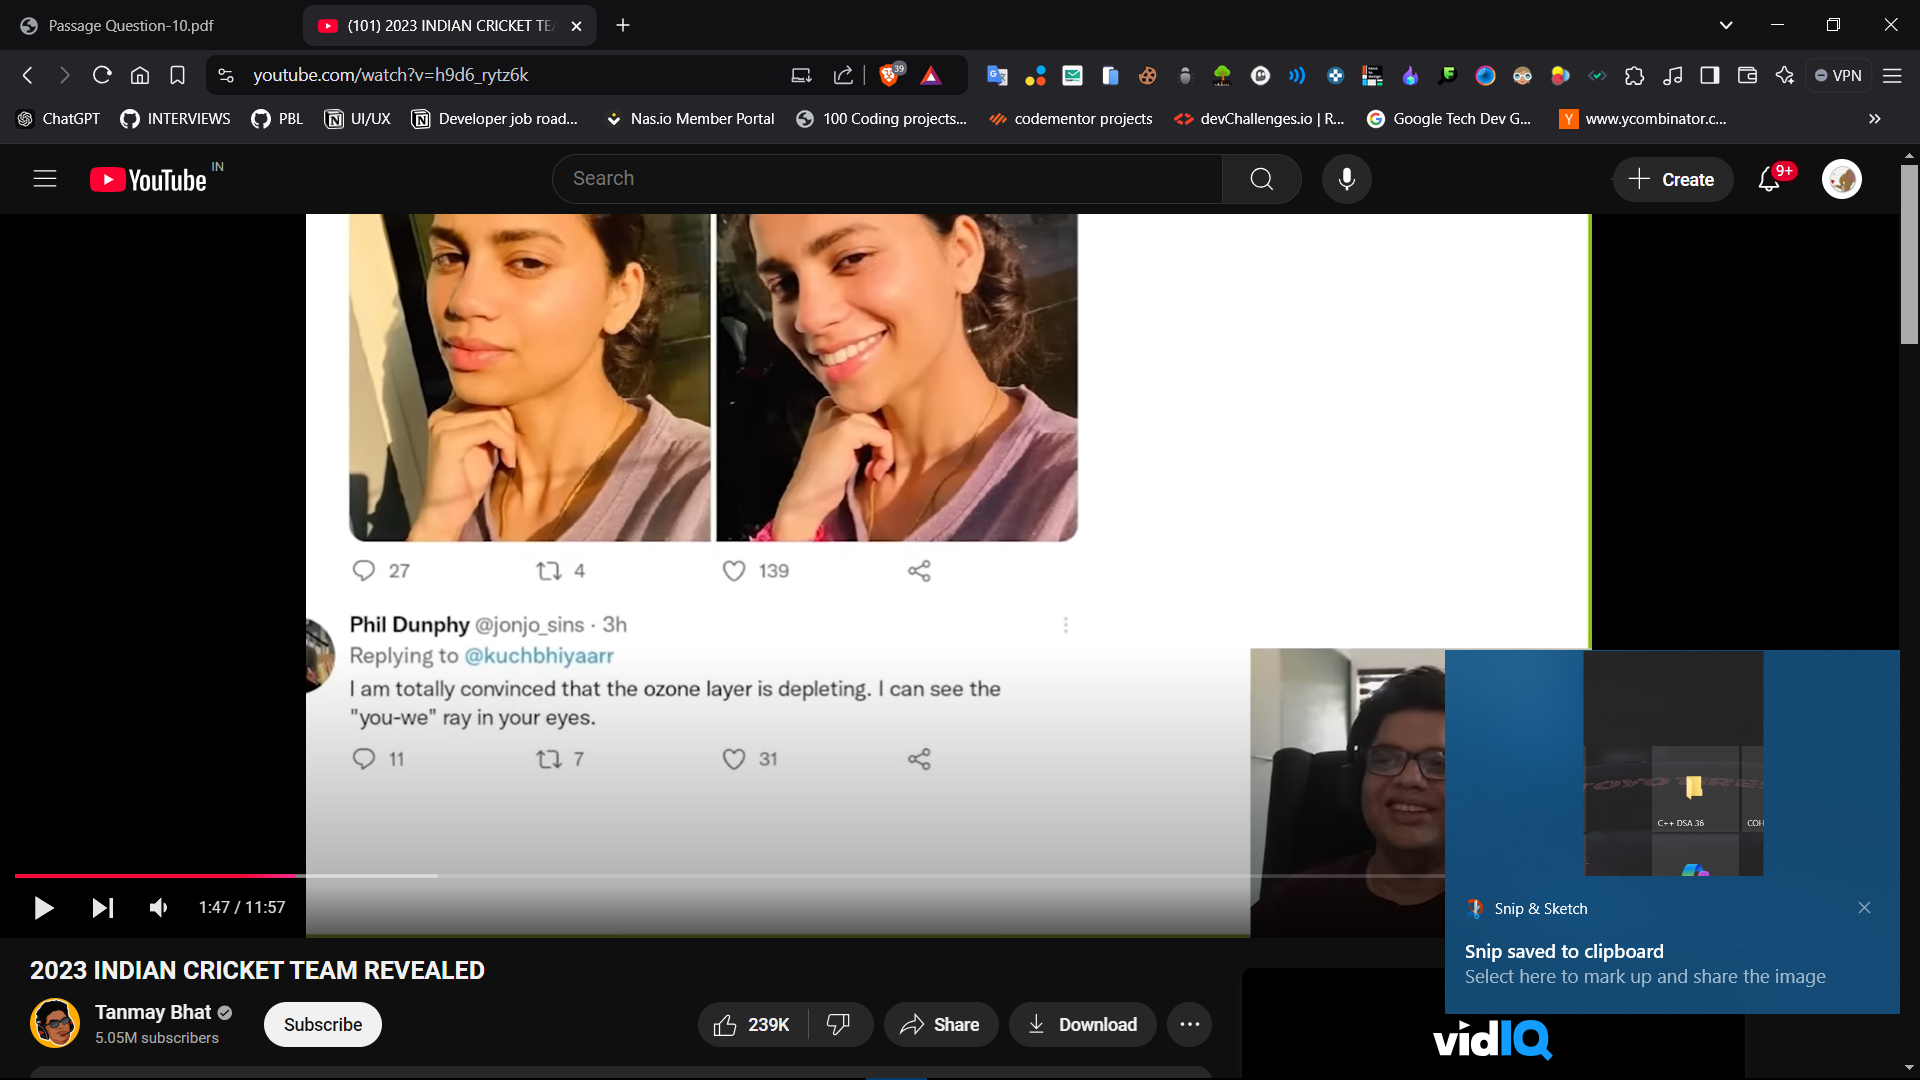 Passage Question-10.pdf
(101) 2023 INDIAN CRICKET TE
youtube.com/watch?v=h9d6_rytz6k
39
VPN
ChatGPT
INTERVIEWS
PBL
UI/UX
Developer job road...
Nas.io Member Portal
100 Coding projects...
codementor projects
devChallenges.io | R...
Google Tech Dev G...
www.ycombinator.c...
YouTube IN
Search
Create
9+
27 4 139
Phil Dunphy @jonjo_sins · 3h
Replying to @kuchbhiyaarr
I am totally convinced that the ozone layer is depleting. I can see the
"you-we" ray in your eyes.
11 7 31
1:47 / 11:57
TOYO TIRE
C++ DSA 36
COH
Snip & Sketch
Snip saved to clipboard
Select here to mark up and share the image
2023 INDIAN CRICKET TEAM REVEALED
Tanmay Bhat
5.05M subscribers
Subscribe
239K
Share
Download
vidIQ